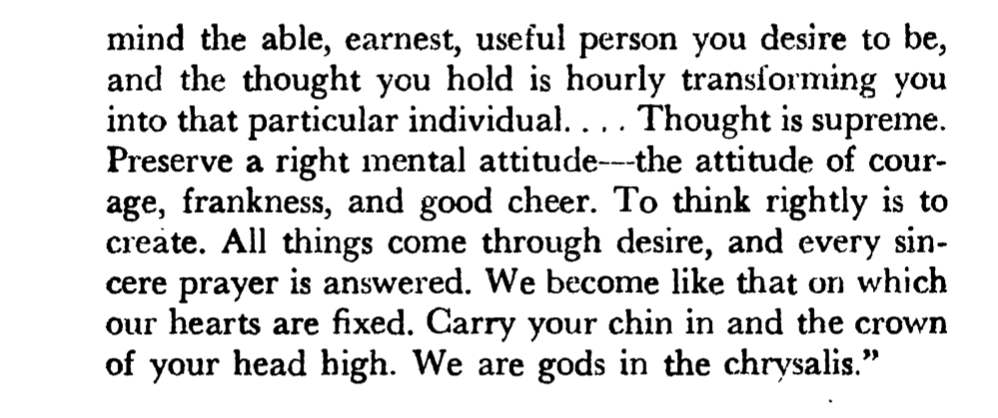 mind the able, earnest, useful person you desire to be,
and the thought you hold is hourly transforming you
into that particular individual. . . . Thought is supreme.
Preserve a right mental attitude—the attitude of cour-
age, frankness, and good cheer. To think rightly is to
create. All things come through desire, and every sin-
cere prayer is answered. We become like that on which
our hearts are fixed. Carry your chin in and the crown
of your head high. We are gods in the chrysalis.”